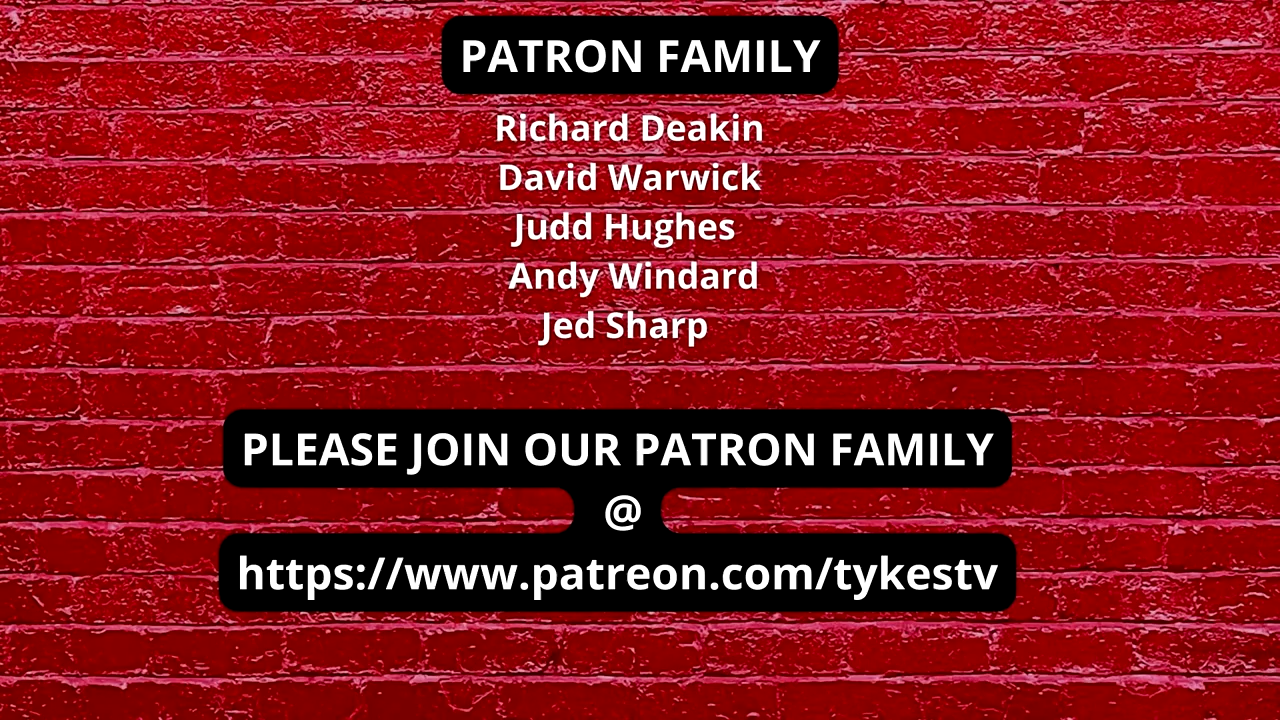 PATRON FAMILY
Richard Deakin
David Warwick
Judd Hughes
Andy Windard
Jed Sharp
PLEASE JOIN OUR PATRON FAMILY
@
https://www.patreon.com/tykestv